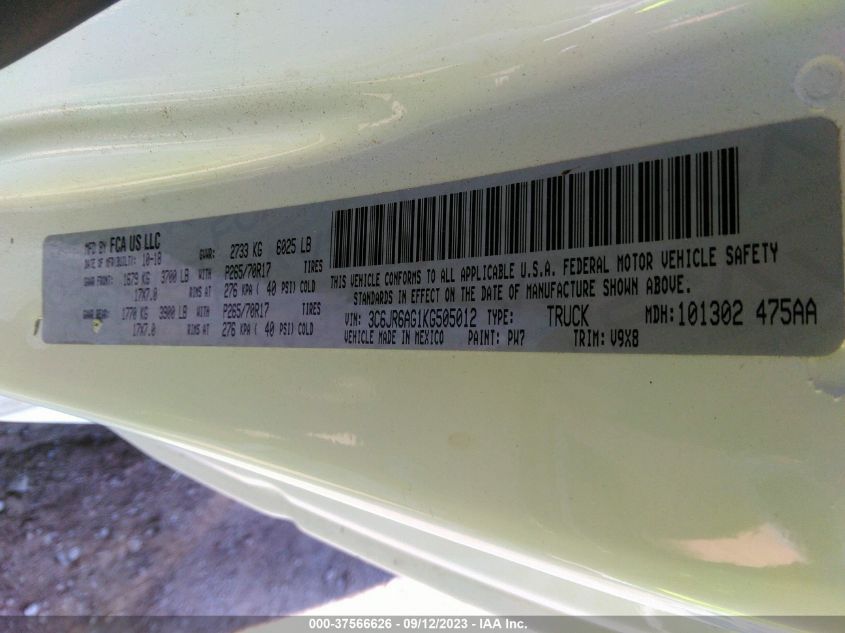 MFD BY FCA US LLC
DATE OF MFR(BUILT): 10-18
GVWR: 2733 KG 6025 LB
GAWR FRONT: 1679 KG 3700 LB WITH P265/70R17 TIRES
17X7.0 RIMS AT 276 KPA ( 40 PSI) COLD
GAWR REAR: 1770 KG 3900 LB WITH P265/70R17 TIRES
17X7.0 RIMS AT 276 KPA ( 40 PSI) COLD
THIS VEHICLE CONFORMS TO ALL APPLICABLE U.S.A. FEDERAL MOTOR VEHICLE SAFETY
STANDARDS IN EFFECT ON THE DATE OF MANUFACTURE SHOWN ABOVE.
VIN: 3C6JR6AG1KG505012 TYPE: TRUCK MDH: 101302 475AA
VEHICLE MADE IN MEXICO PAINT: PW7 TRIM: V9X8
000-37566626 - 09/12/2023 - IAA Inc.